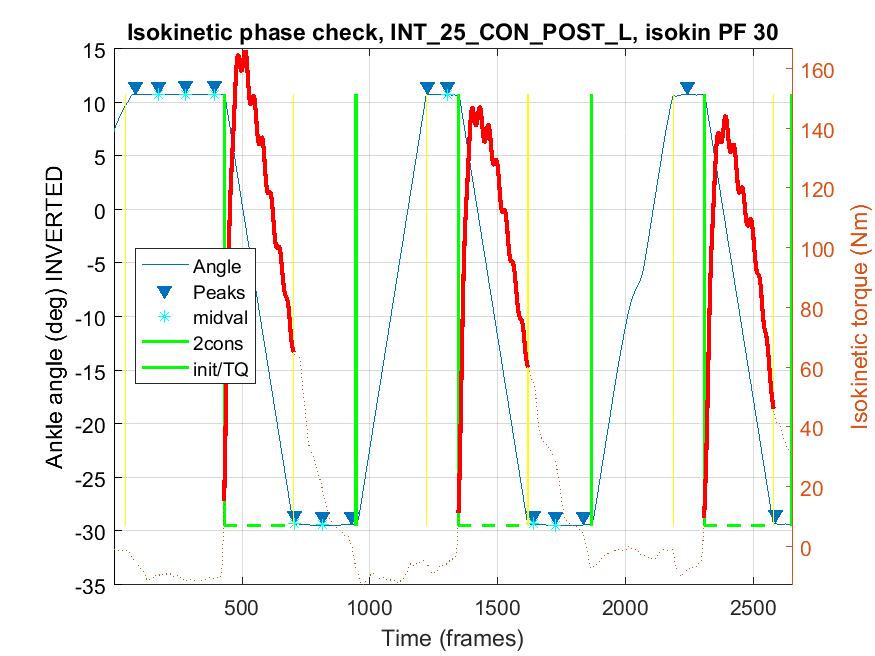 Isokinetic phase check, INT_25_CON_POST_L, isokin PF 30
15
10
5
0
-5
-10
-15
-20
-25
-30
-35
Ankle angle (deg) INVERTED
Angle
Peaks
midval
2cons
init/TQ
160
140
120
100
80
60
40
20
0
Isokinetic torque (Nm)
500
1000
1500
2000
2500
Time (frames)